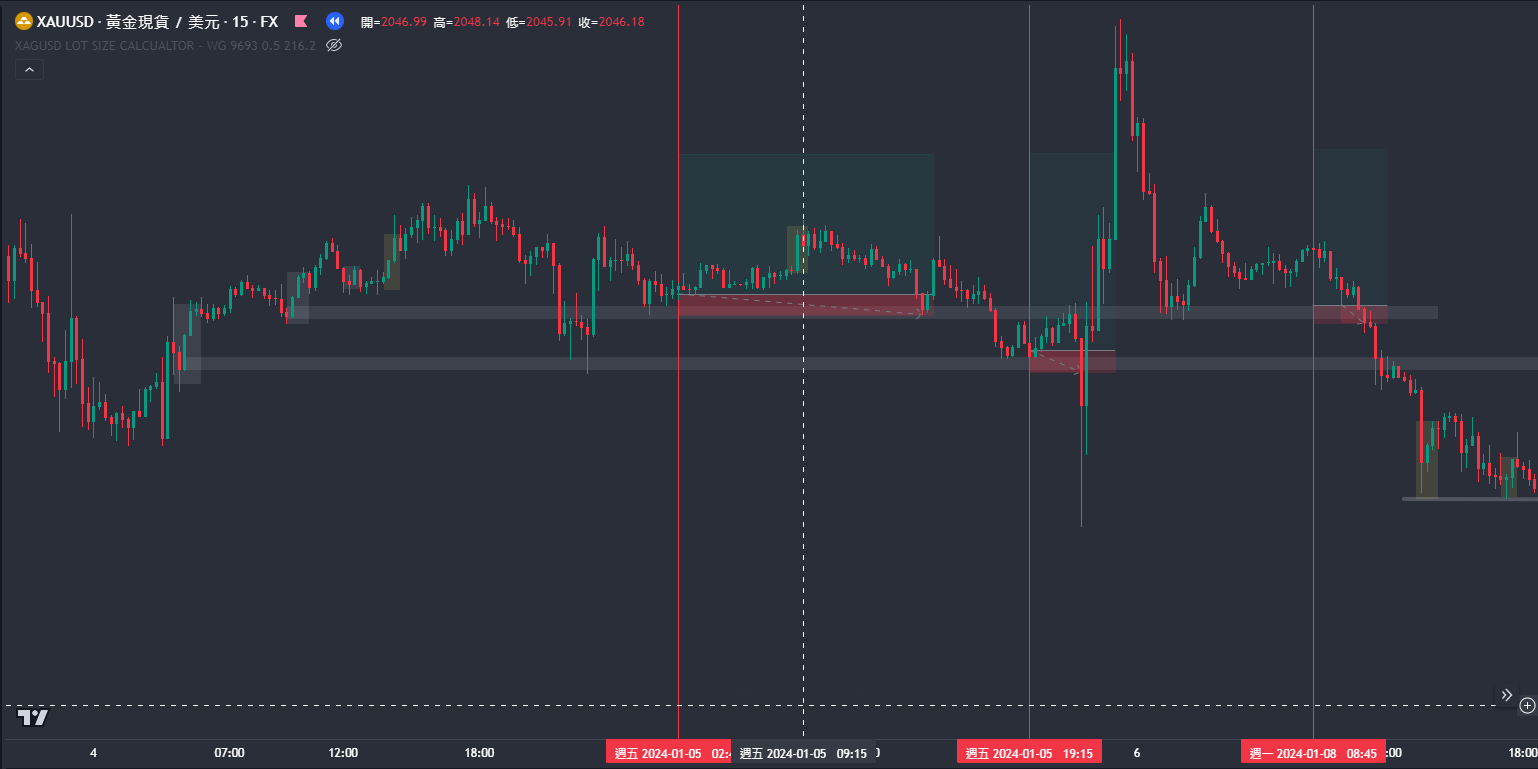 XAUUSD · 黃金現貨 / 美元 · 15 · FX 開=2046.99 高=2048.14 低=2045.91 收=2046.18
XAGUSD LOT SIZE CALCUALTOR - V/G 9693 0.5 216.2
4 07:00 12:00 18:00 週五 2024-01-05 02:4 週五 2024-01-05 09:15 週五 2024-01-05 19:15 6 週一 2024-01-08 08:45 :00 18:00